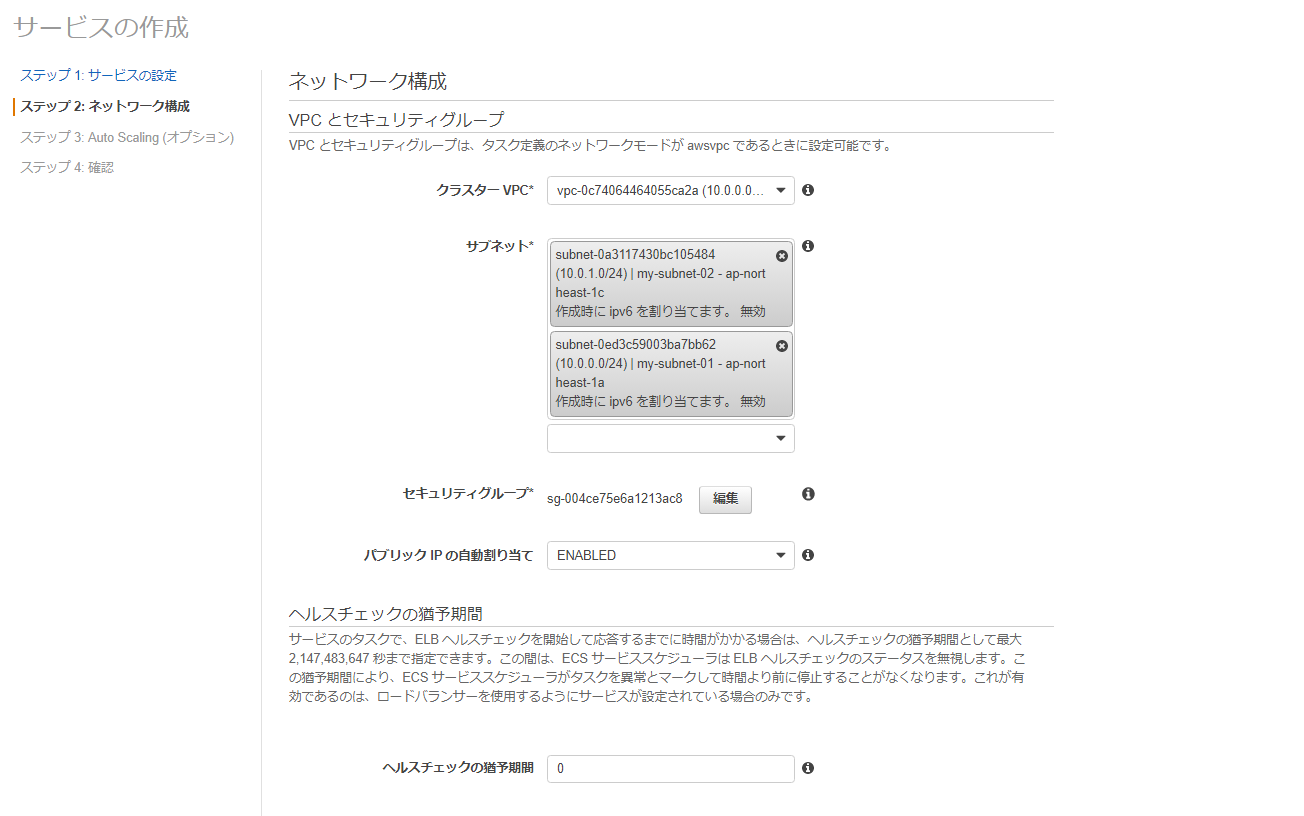 サービスの作成
ステップ 1: サービスの設定
ステップ 2: ネットワーク構成
ステップ 3: Auto Scaling (オプション)
ステップ 4: 確認
ネットワーク構成
VPC とセキュリティグループ
VPC とセキュリティグループは、タスク定義のネットワークモードが awsvpc であるときに設定可能です。
クラスター VPC* vpc-0c74064464055ca2a (10.0.0.0...
サブネット*
subnet-0a3117430bc105484
(10.0.1.0/24) | my-subnet-02 - ap-nort
heast-1c
作成時に ipv6 を割り当てます。 無効
subnet-0ed3c59003ba7bb62
(10.0.0.0/24) | my-subnet-01 - ap-nort
heast-1a
作成時に ipv6 を割り当てます。 無効
セキュリティグループ* sg-004ce75e6a1213ac8 編集
パブリック IP の自動割り当て ENABLED
ヘルスチェックの猶予期間
サービスのタスクで、ELB ヘルスチェックを開始して応答するまでに時間がかかる場合は、ヘルスチェックの猶予期間として最大
2,147,483,647 秒まで指定できます。この間は、ECS サービススケジューラは ELB ヘルスチェックのステータスを無視します。こ
の猶予期間により、ECS サービススケジューラがタスクを異常とマークして時間より前に停止することがなくなります。これが有
効であるのは、ロードバランサーを使用するようにサービスが設定されている場合のみです。
ヘルスチェックの猶予期間 0